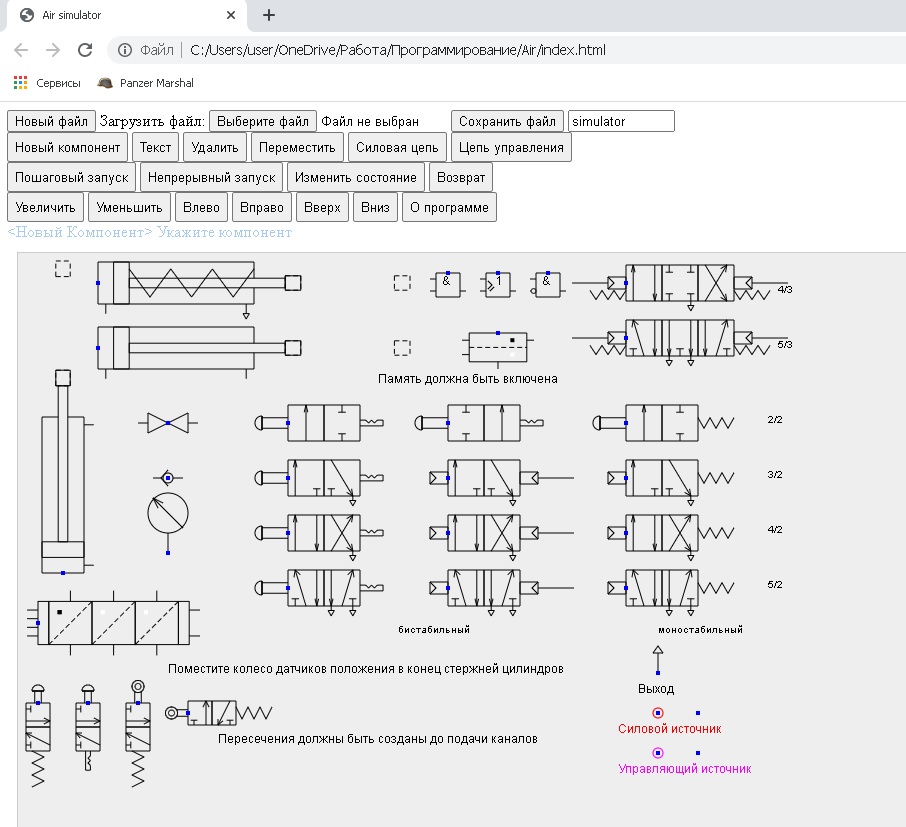 Air simulator
Файл C:/Users/user/OneDrive/Работа/Программирование/Air/index.html
Сервисы Panzer Marshal
Новый файл Загрузить файл: Выберите файл Файл не выбран Сохранить файл simulator
Новый компонент Текст Удалить Переместить Силовая цепь Цепь управления
Пошаговый запуск Непрерывный запуск Изменить состояние Возврат
Увеличить Уменьшить Влево Вправо Вверх Вниз О программе
<Новый Компонент> Укажите компонент
& ≥1 & 4/3
5/3
Память должна быть включена
2/2
3/2
4/2
5/2
бистабильный моностабильный
Поместите колесо датчиков положения в конец стержней цилиндров
Выход
Силовой источник
Пересечения должны быть созданы до подачи каналов
Управляющий источник